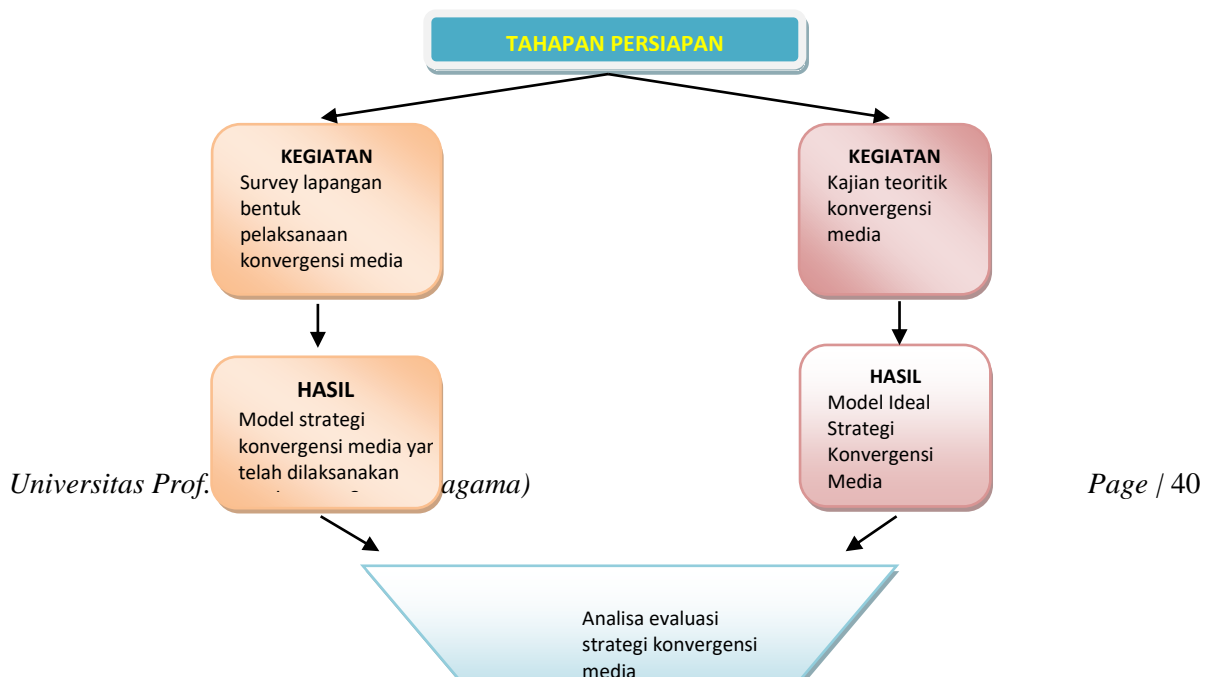 TAHAPAN PERSIAPAN
KEGIATAN
Survey lapangan
bentuk
pelaksanaan
konvergensi media
KEGIATAN
Kajian teoritik
konvergensi
media
HASIL
Model strategi
konvergensi media yar
telah dilaksanakan
HASIL
Model Ideal
Strategi
Konvergensi
Media
Universitas Prof. agama) Page / 40
Analisa evaluasi
strategi konvergensi
media